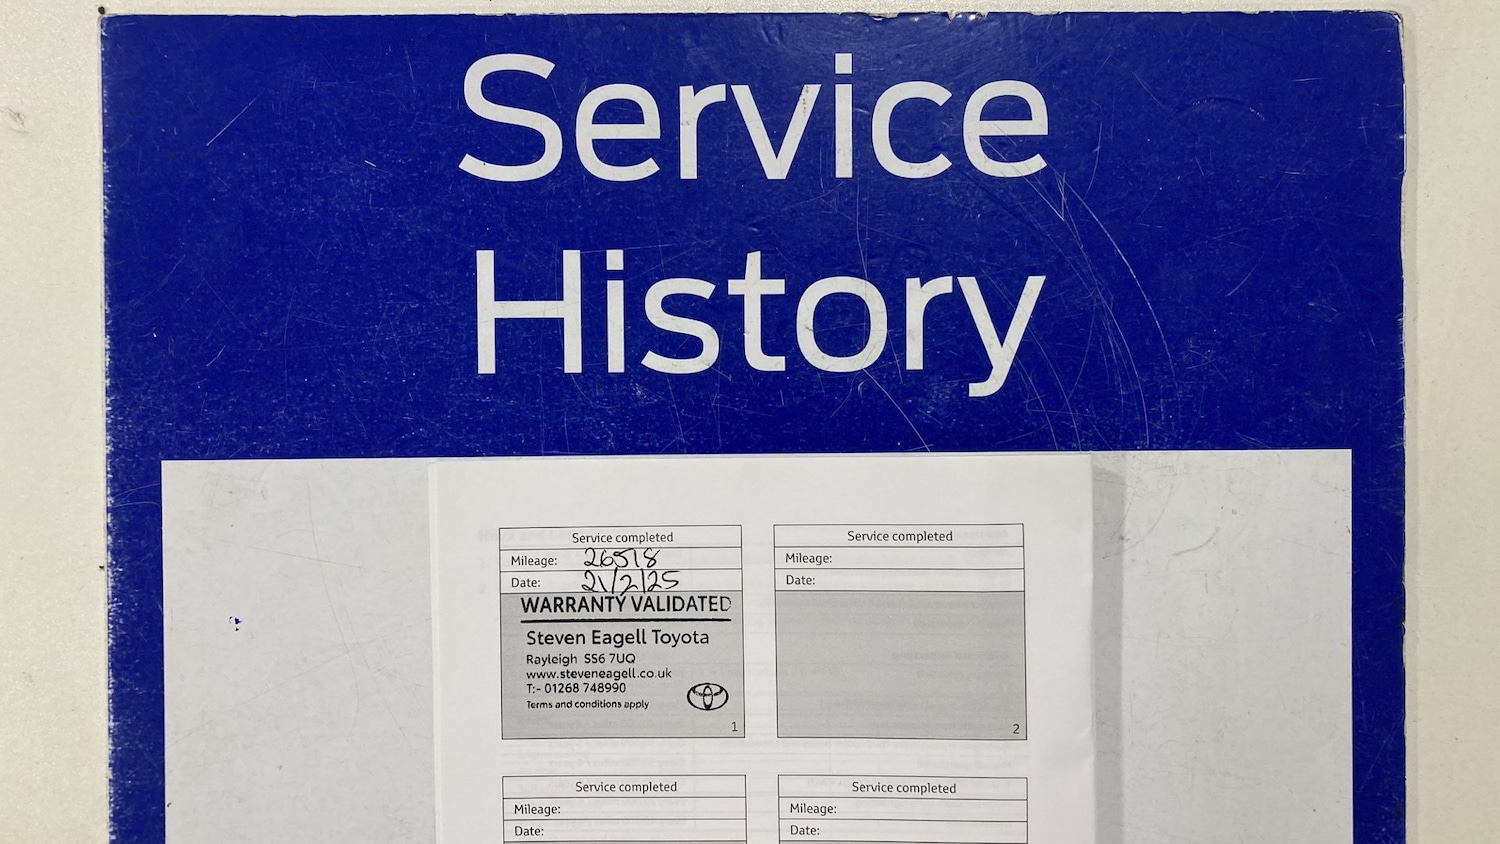 Service
History
Service completed
Mileage: 26518
Date: 21/2/25
WARRANTY VALIDATED
Steven Eagell Toyota
Rayleigh SS6 7UQ
www.steveneagell.co.uk
T:- 01268 748990
Terms and conditions apply
1
Service completed
Mileage:
Date:
2
Service completed
Mileage:
Date:
Service completed
Mileage:
Date: